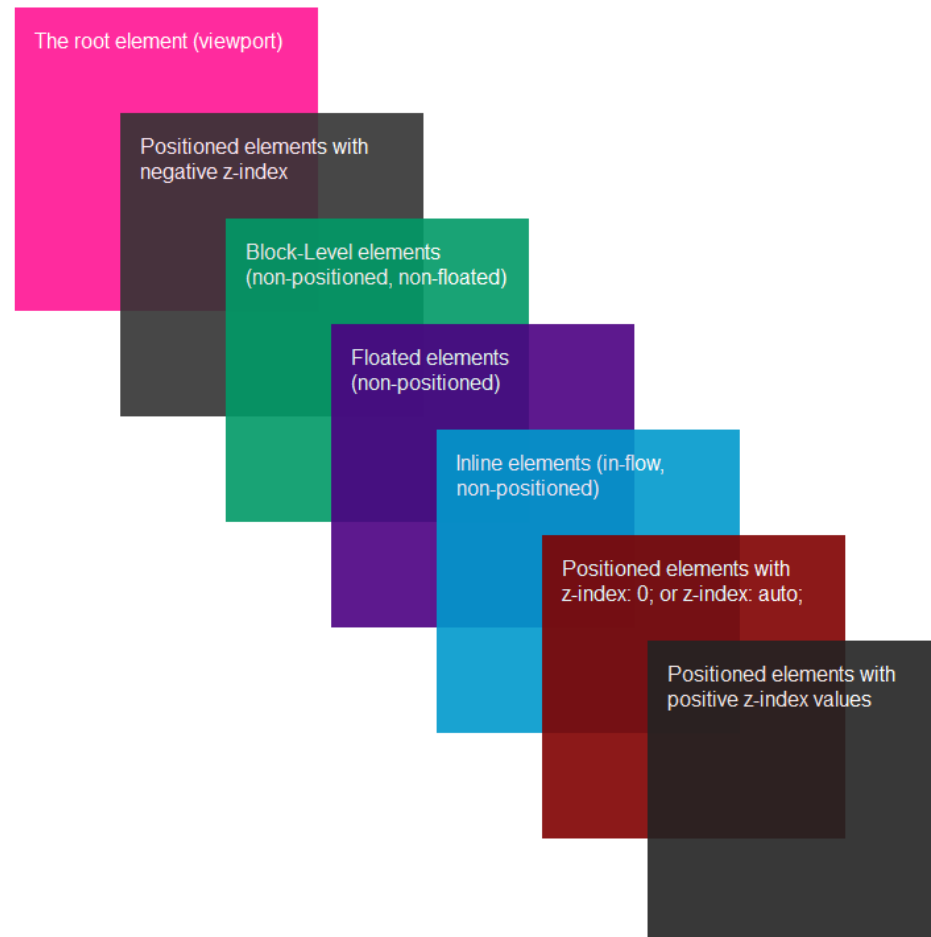 The root element (viewport)
Positioned elements with
negative z-index
Block-Level elements
(non-positioned, non-floated)
Floated elements
(non-positioned)
Inline elements (in-flow,
non-positioned)
Positioned elements with
z-index: 0; or z-index: auto;
Positioned elements with
positive z-index values